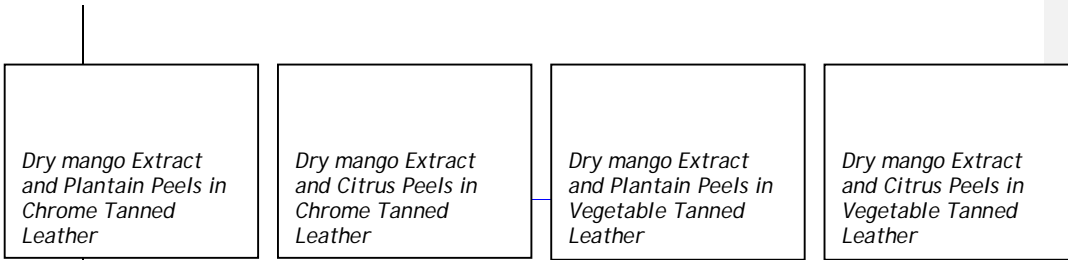 Dry mango Extract
and Plantain Peels in
Chrome Tanned
Leather
Dry mango Extract
and Citrus Peels in
Chrome Tanned
Leather
Dry mango Extract
and Plantain Peels in
Vegetable Tanned
Leather
Dry mango Extract
and Citrus Peels in
Vegetable Tanned
Leather